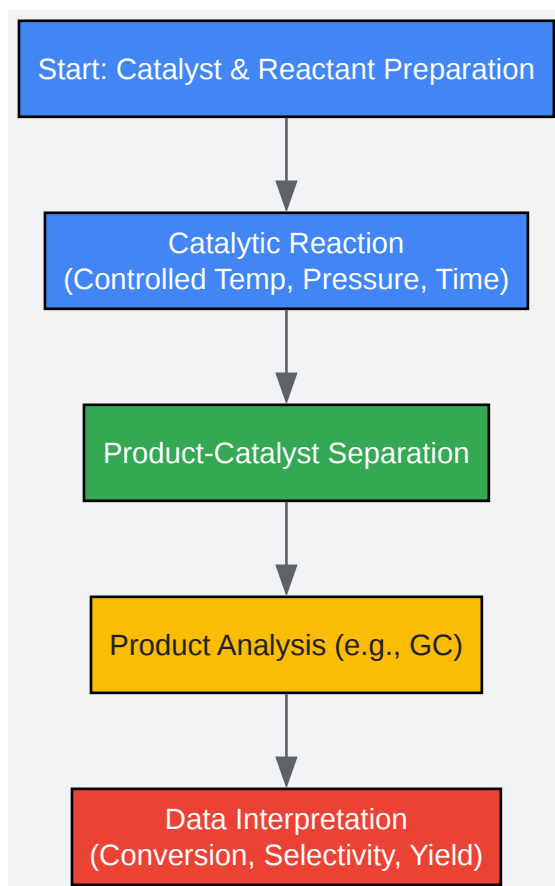 Start: Catalyst & Reactant Preparation
Catalytic Reaction
(Controlled Temp, Pressure, Time)
Product-Catalyst Separation
Product Analysis (e.g., GC)
Data Interpretation
(Conversion, Selectivity, Yield)